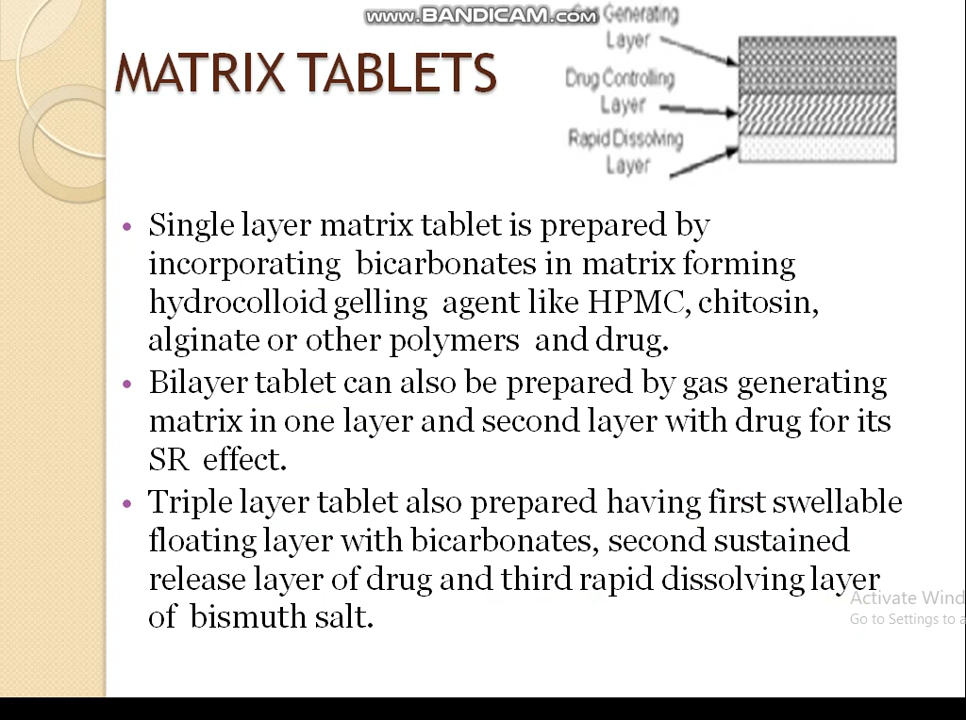 www.BANDICAM.com
Gas Generating
Layer
MATRIX TABLETS
Drug Controlling
Layer
Rapid Dissolving
Layer
• Single layer matrix tablet is prepared by
incorporating bicarbonates in matrix forming
hydrocolloid gelling agent like HPMC, chitosin,
alginate or other polymers and drug.
• Bilayer tablet can also be prepared by gas generating
matrix in one layer and second layer with drug for its
SR effect.
• Triple layer tablet also prepared having first swellable
floating layer with bicarbonates, second sustained
release layer of drug and third rapid dissolving layer
of bismuth salt.
Activate Wind
Go to Settings to a